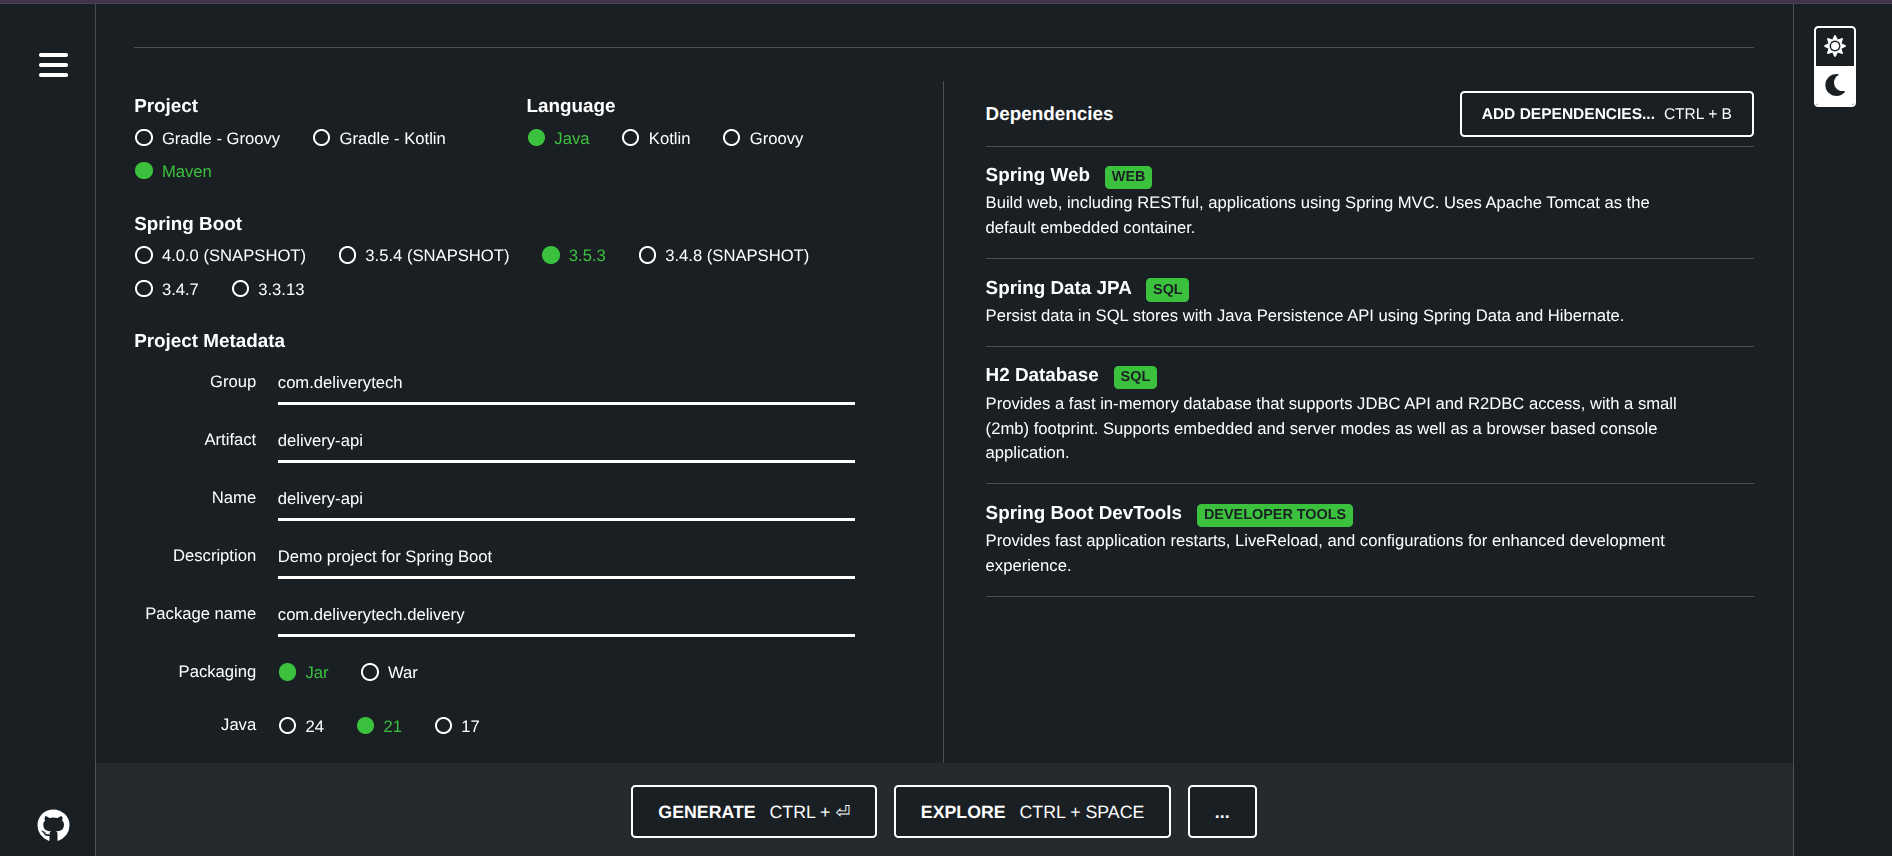 Project
Gradle - Groovy Gradle - Kotlin
Maven
Language
Java Kotlin Groovy
Spring Boot
4.0.0 (SNAPSHOT) 3.5.4 (SNAPSHOT) 3.5.3 3.4.8 (SNAPSHOT)
3.4.7 3.3.13
Project Metadata
Group com.deliverytech
Artifact delivery-api
Name delivery-api
Description Demo project for Spring Boot
Package name com.deliverytech.delivery
Packaging Jar War
Java 24 21 17
Dependencies ADD DEPENDENCIES... CTRL + B
Spring Web WEB
Build web, including RESTful, applications using Spring MVC. Uses Apache Tomcat as the
default embedded container.
Spring Data JPA SQL
Persist data in SQL stores with Java Persistence API using Spring Data and Hibernate.
H2 Database SQL
Provides a fast in-memory database that supports JDBC API and R2DBC access, with a small
(2mb) footprint. Supports embedded and server modes as well as a browser based console
application.
Spring Boot DevTools DEVELOPER TOOLS
Provides fast application restarts, LiveReload, and configurations for enhanced development
experience.
GENERATE CTRL + ⏎ EXPLORE CTRL + SPACE ...